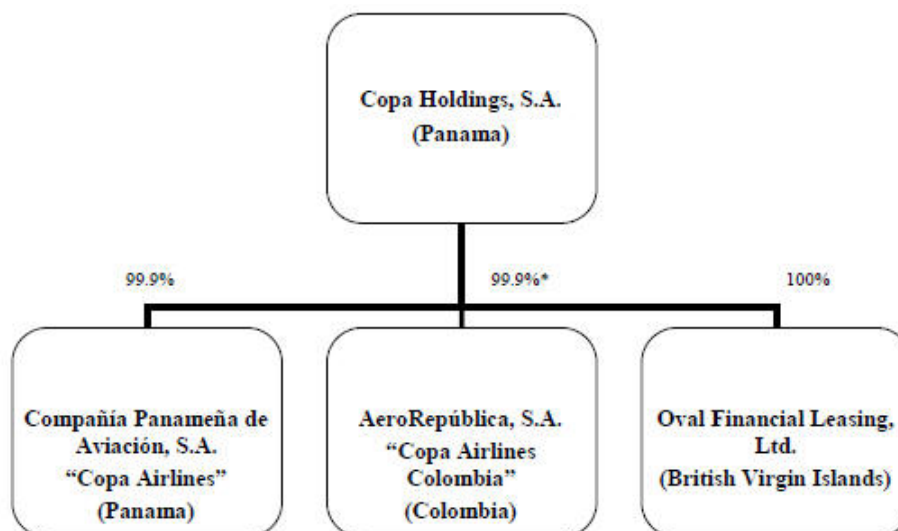 Copa Holdings, S.A.
(Panama)
99.9%
99.9%*
100%
Compañía Panameña de
Aviación, S.A.
“Copa Airlines”
(Panama)
AeroRepública, S.A.
“Copa Airlines
Colombia”
(Colombia)
Oval Financial Leasing,
Ltd.
(British Virgin Islands)